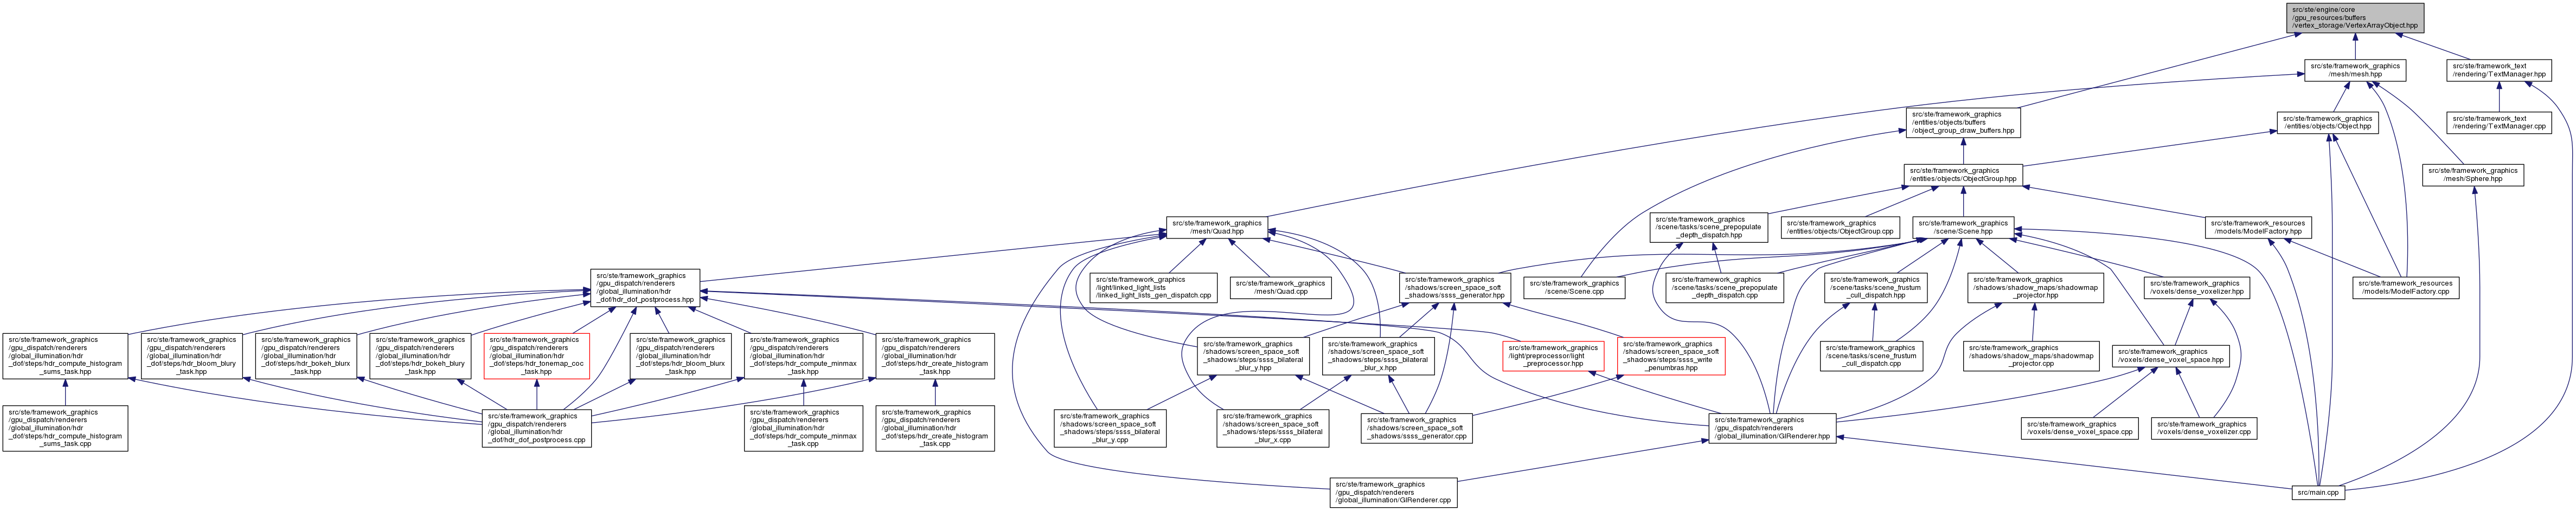 src/ste/engine/core
/gpu_resources/buffers
/vertex_storage/VertexArrayObject.hpp
src/ste/framework_graphics
/mesh/mesh.hpp
src/ste/framework_text
/rendering/TextManager.hpp
src/ste/framework_graphics
/entities/objects/buffers
/object_group_draw_buffers.hpp
src/ste/framework_graphics
/entities/objects/Object.hpp
src/ste/framework_text
/rendering/TextManager.cpp
src/ste/framework_graphics
/entities/objects/ObjectGroup.hpp
src/ste/framework_graphics
/mesh/Sphere.hpp
src/ste/framework_graphics
/mesh/Quad.hpp
src/ste/framework_graphics
/scene/tasks/scene_prepopulate
_depth_dispatch.hpp
src/ste/framework_graphics
/entities/objects/ObjectGroup.cpp
src/ste/framework_graphics
/scene/Scene.hpp
src/ste/framework_resources
/models/ModelFactory.hpp
src/ste/framework_graphics
/gpu_dispatch/renderers
/global_illumination/hdr
_dof/hdr_dof_postprocess.hpp
src/ste/framework_graphics
/light/linked_light_lists
/linked_light_lists_gen_dispatch.cpp
src/ste/framework_graphics
/mesh/Quad.cpp
src/ste/framework_graphics
/shadows/screen_space_soft
_shadows/ssss_generator.hpp
src/ste/framework_graphics
/scene/Scene.cpp
src/ste/framework_graphics
/scene/tasks/scene_prepopulate
_depth_dispatch.cpp
src/ste/framework_graphics
/scene/tasks/scene_frustum
_cull_dispatch.hpp
src/ste/framework_graphics
/shadows/shadow_maps/shadowmap
_projector.hpp
src/ste/framework_graphics
/voxels/dense_voxelizer.hpp
src/ste/framework_resources
/models/ModelFactory.cpp
src/ste/framework_graphics
/gpu_dispatch/renderers
/global_illumination/hdr
_dof/steps/hdr_compute_histogram
_sums_task.hpp
src/ste/framework_graphics
/gpu_dispatch/renderers
/global_illumination/hdr
_dof/steps/hdr_bloom_blury
_task.hpp
src/ste/framework_graphics
/gpu_dispatch/renderers
/global_illumination/hdr
_dof/steps/hdr_bokeh_blurx
_task.hpp
src/ste/framework_graphics
/gpu_dispatch/renderers
/global_illumination/hdr
_dof/steps/hdr_bokeh_blury
_task.hpp
src/ste/framework_graphics
/gpu_dispatch/renderers
/global_illumination/hdr
_dof/steps/hdr_tonemap_coc
_task.hpp
src/ste/framework_graphics
/gpu_dispatch/renderers
/global_illumination/hdr
_dof/steps/hdr_bloom_blurx
_task.hpp
src/ste/framework_graphics
/gpu_dispatch/renderers
/global_illumination/hdr
_dof/steps/hdr_compute_minmax
_task.hpp
src/ste/framework_graphics
/gpu_dispatch/renderers
/global_illumination/hdr
_dof/steps/hdr_create_histogram
_task.hpp
src/ste/framework_graphics
/shadows/screen_space_soft
_shadows/steps/ssss_bilateral
_blur_y.hpp
src/ste/framework_graphics
/shadows/screen_space_soft
_shadows/steps/ssss_bilateral
_blur_x.hpp
src/ste/framework_graphics
/light/preprocessor/light
_preprocessor.hpp
src/ste/framework_graphics
/shadows/screen_space_soft
_shadows/steps/ssss_write
_penumbras.hpp
src/ste/framework_graphics
/scene/tasks/scene_frustum
_cull_dispatch.cpp
src/ste/framework_graphics
/shadows/shadow_maps/shadowmap
_projector.cpp
src/ste/framework_graphics
/voxels/dense_voxel_space.hpp
src/ste/framework_graphics
/gpu_dispatch/renderers
/global_illumination/hdr
_dof/steps/hdr_compute_histogram
_sums_task.cpp
src/ste/framework_graphics
/gpu_dispatch/renderers
/global_illumination/hdr
_dof/hdr_dof_postprocess.cpp
src/ste/framework_graphics
/gpu_dispatch/renderers
/global_illumination/hdr
_dof/steps/hdr_compute_minmax
_task.cpp
src/ste/framework_graphics
/gpu_dispatch/renderers
/global_illumination/hdr
_dof/steps/hdr_create_histogram
_task.cpp
src/ste/framework_graphics
/shadows/screen_space_soft
_shadows/steps/ssss_bilateral
_blur_y.cpp
src/ste/framework_graphics
/shadows/screen_space_soft
_shadows/steps/ssss_bilateral
_blur_x.cpp
src/ste/framework_graphics
/shadows/screen_space_soft
_shadows/ssss_generator.cpp
src/ste/framework_graphics
/gpu_dispatch/renderers
/global_illumination/GIRenderer.hpp
src/ste/framework_graphics
/voxels/dense_voxel_space.cpp
src/ste/framework_graphics
/voxels/dense_voxelizer.cpp
src/ste/framework_graphics
/gpu_dispatch/renderers
/global_illumination/GIRenderer.cpp
src/main.cpp